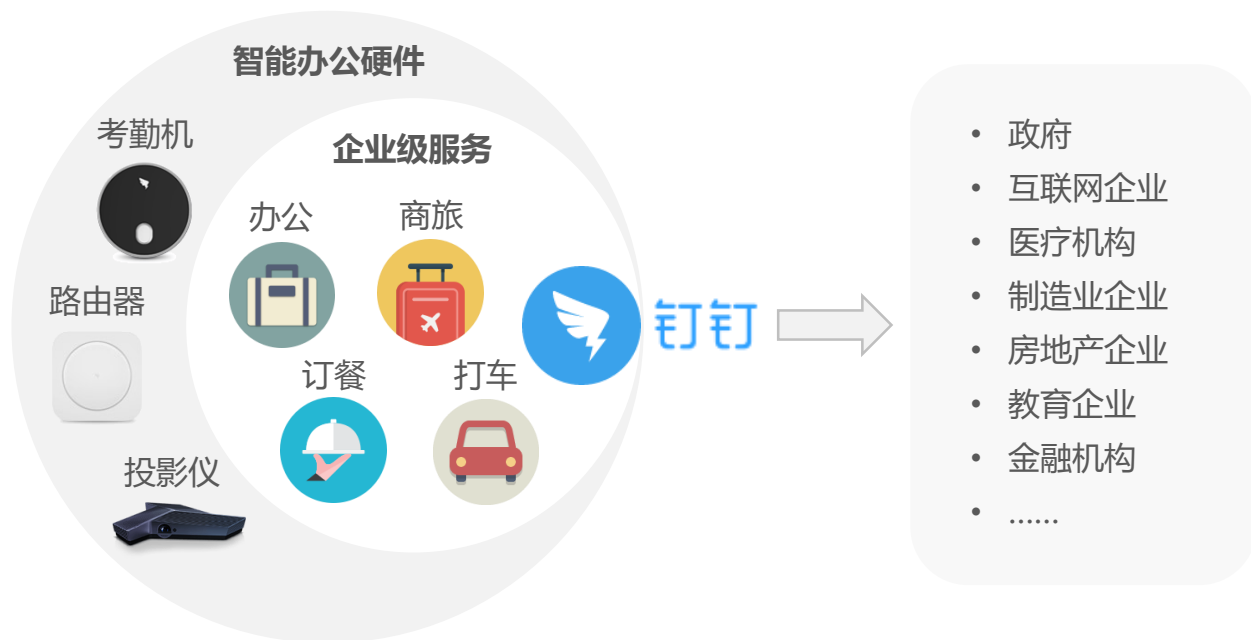 智能办公硬件
考勤机
路由器
投影仪
企业级服务
办公
商旅
订餐
打车
钉钉
• 政府
• 互联网企业
• 医疗机构
• 制造业企业
• 房地产企业
• 教育企业
• 金融机构
• ......